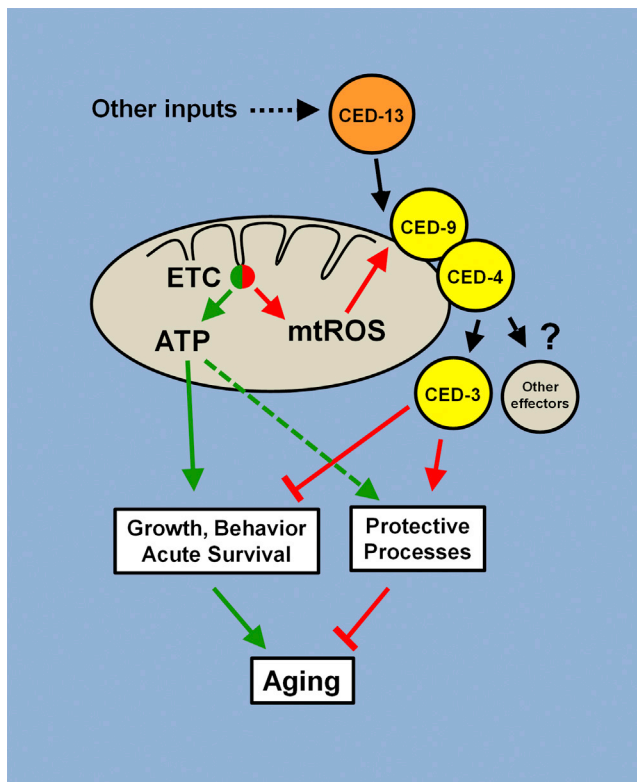 Other inputs
CED-13
CED-9
CED-4
ETC
mtROS
ATP
?
CED-3
Other
effectors
Growth, Behavior
Acute Survival
Protective
Processes
Aging